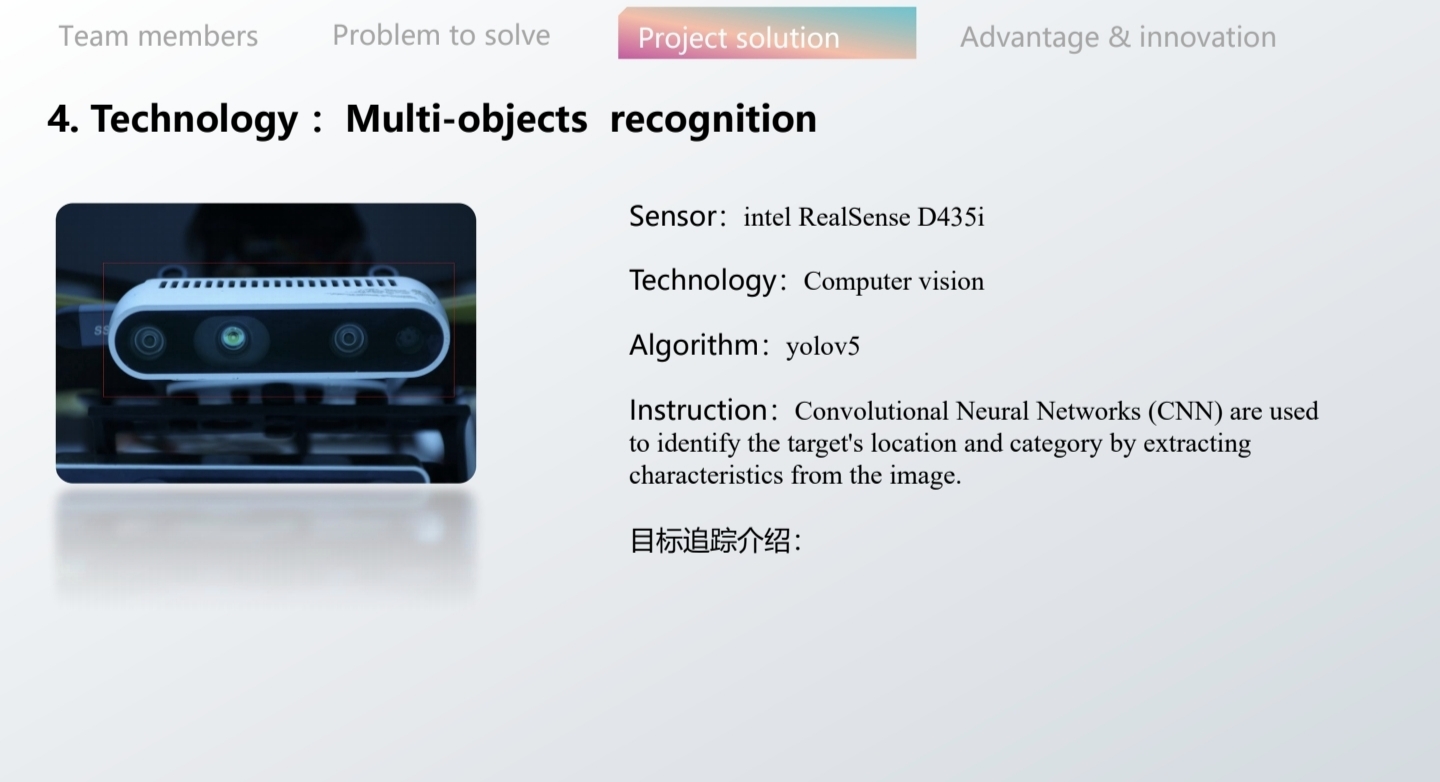 Team members
Problem to solve
Project solution
Advantage & innovation
4. Technology： Multi-objects recognition
Sensor：intel RealSense D435i
Technology：Computer vision
Algorithm：yolov5
Instruction：Convolutional Neural Networks (CNN) are used
to identify the target's location and category by extracting
characteristics from the image.
目标追踪介绍：